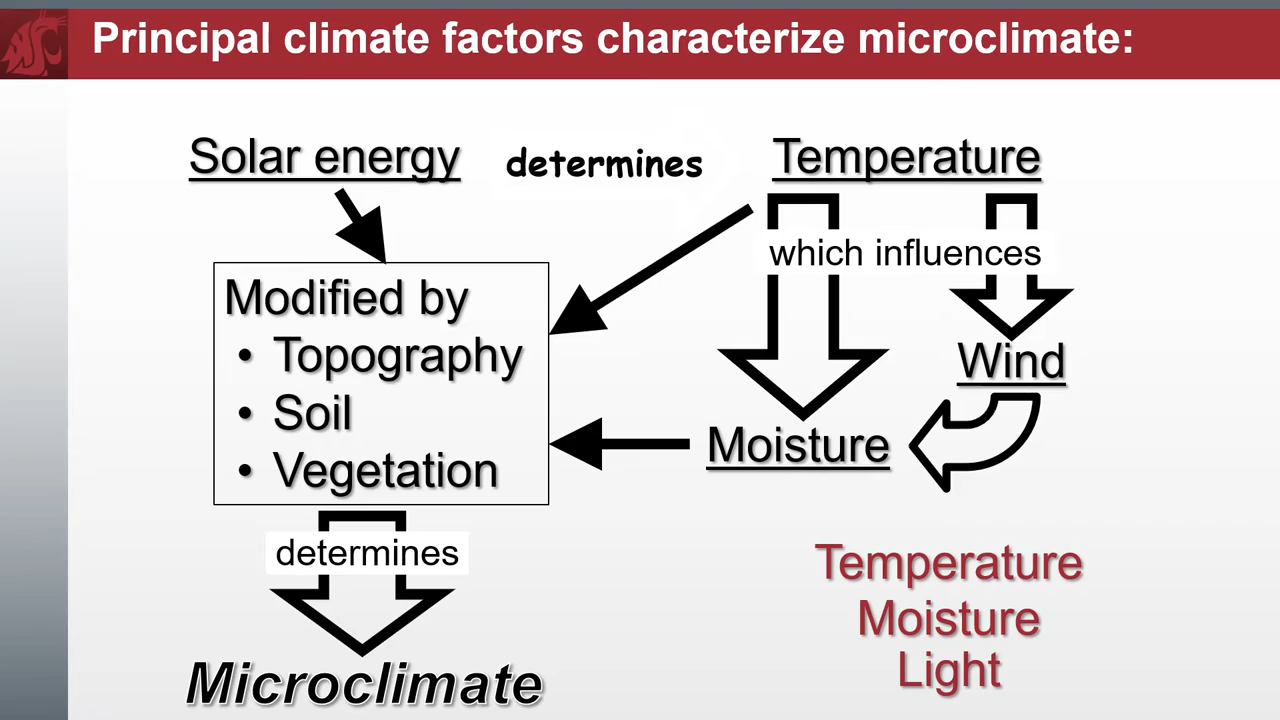 Principal climate factors characterize microclimate:
Solar energy
determines
Temperature
which influences
Modified by
• Topography
• Soil
• Vegetation
Wind
Moisture
determines
Microclimate
Temperature
Moisture
Light